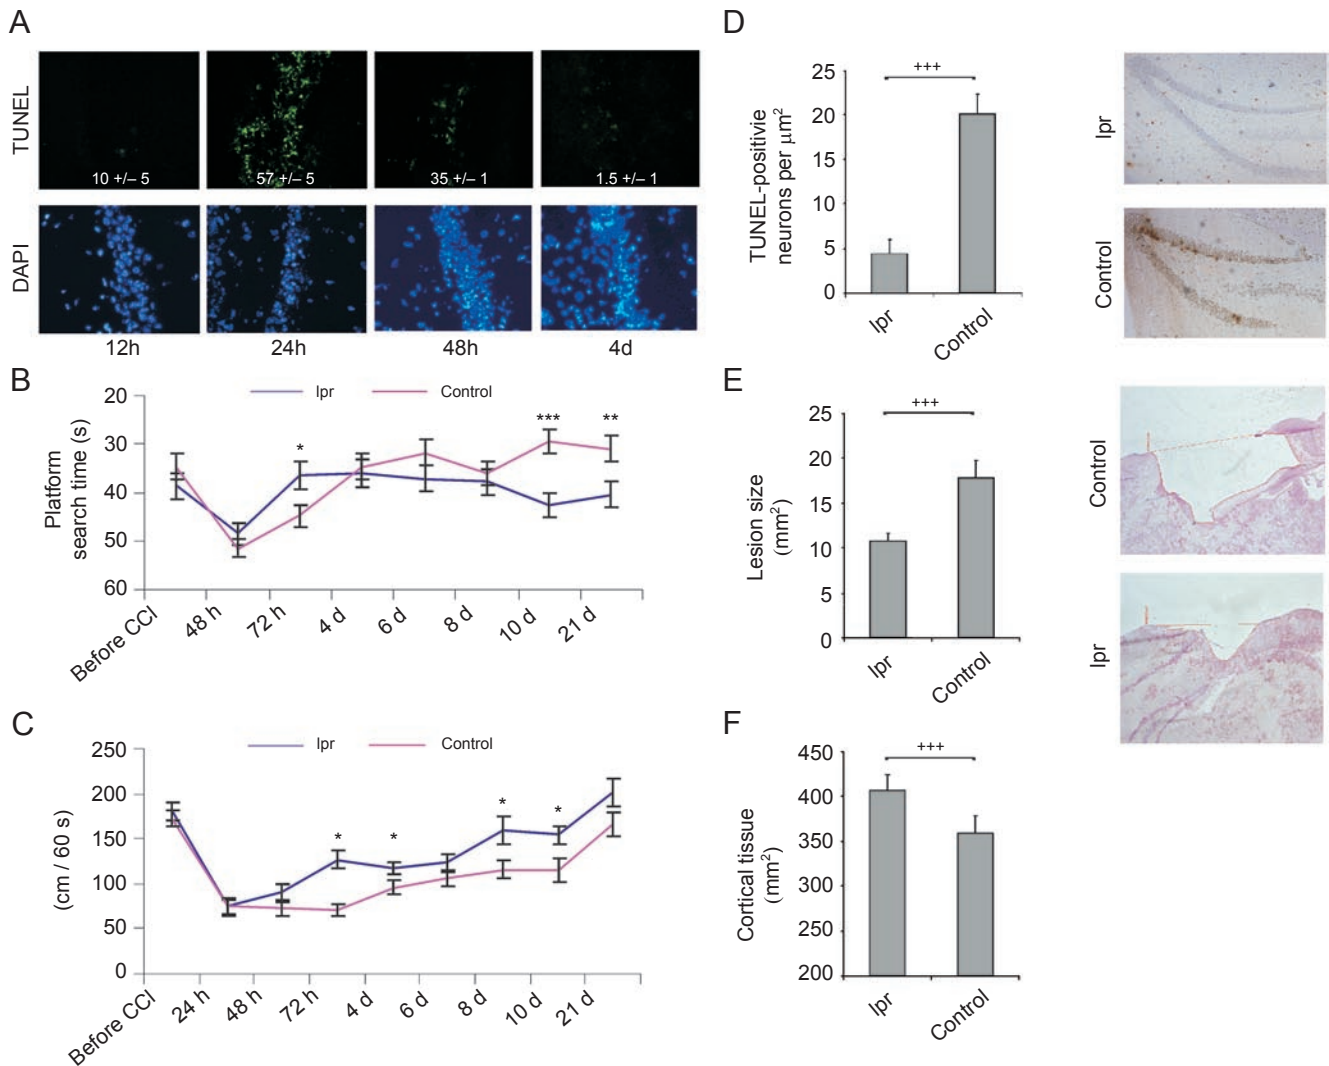 A
TUNEL
10 +/– 5
57 +/– 5
35 +/– 1
1.5 +/– 1
DAPI
12h
24h
48h
4d
B
lpr
Control
Platform
search time (s)
20
30
40
50
60
*
***
**
Before CCI
48 h
72 h
4 d
6 d
8 d
10 d
21 d
C
lpr
Control
(cm / 60 s)
250
200
150
100
50
0
*
*
*
*
Before CCI
24 h
48 h
72 h
4 d
6 d
8 d
10 d
21 d
D
TUNEL-positivie
neurons per μm²
25
20
15
10
5
0
+++
lpr
Control
lpr
Control
E
Lesion size
(mm²)
25
20
15
10
5
0
+++
lpr
Control
Control
lpr
F
Cortical tissue
(mm²)
450
400
350
300
250
200
+++
lpr
Control